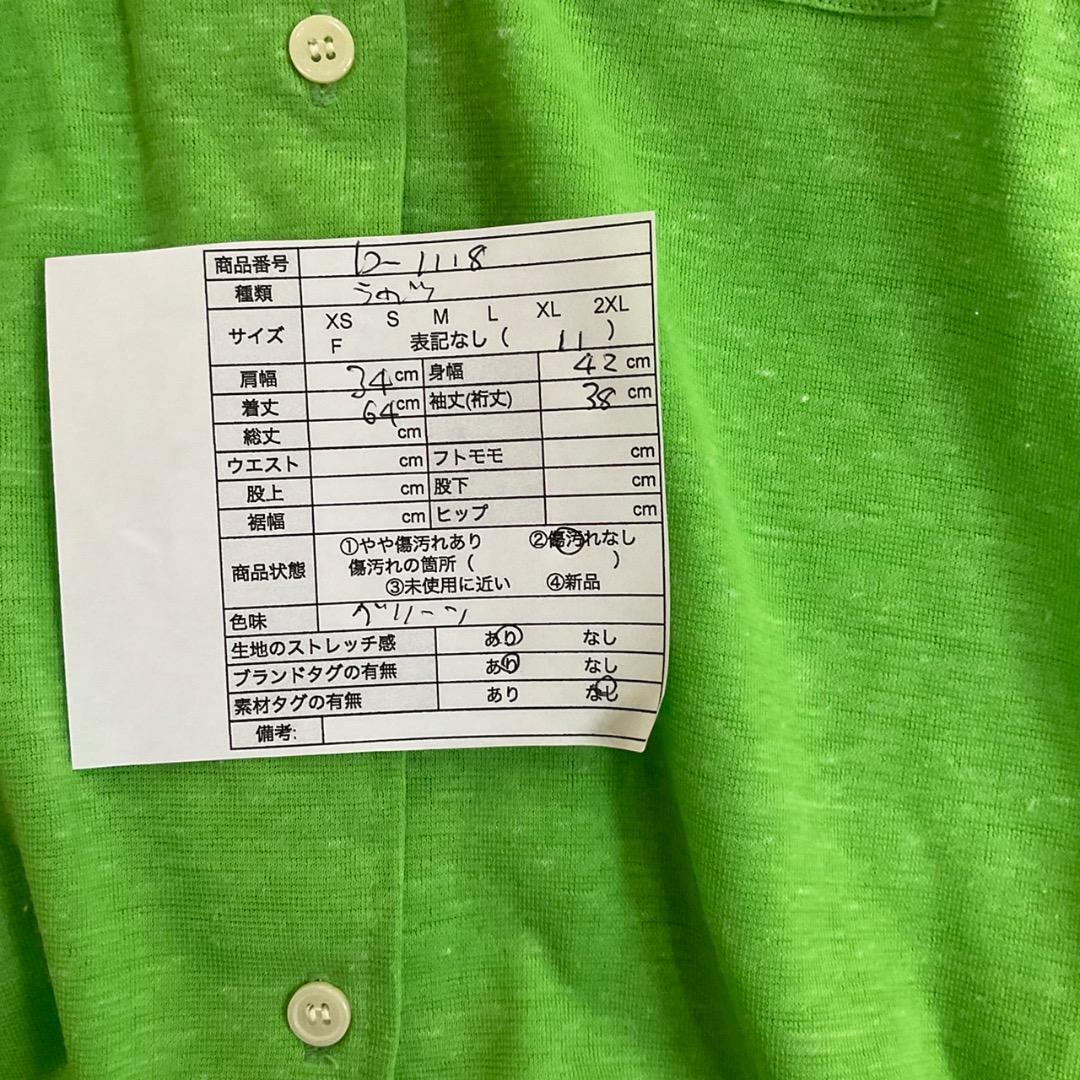 商品番号 b-1118
種類
サイズ XS S M L XL 2XL
F 表記なし ( 11 )
肩幅 34 cm 身幅 42 cm
着丈 64 cm 袖丈(裄丈) 38 cm
総丈 cm
ウエスト cm フトモモ cm
股上 cm 股下 cm
裾幅 cm ヒップ cm
商品状態 ①やや傷汚れあり ②傷汚れなし
傷汚れの箇所 ( )
③未使用に近い ④新品
色味 グリーン
生地のストレッチ感 あり なし
ブランドタグの有無 あり なし
素材タグの有無 あり なし
備考: